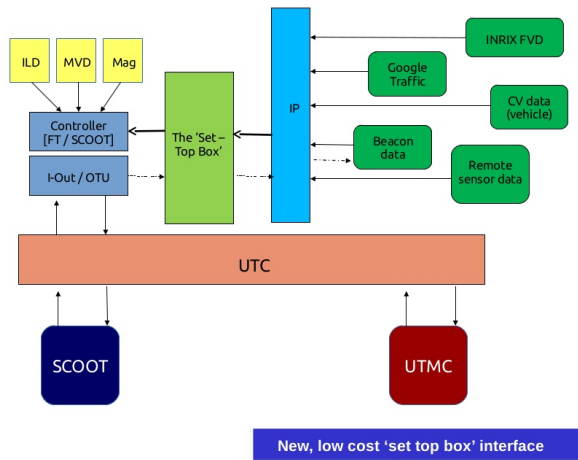 ILD
MVD
Mag
Controller
[FT / SCOOT]
I-Out / OTU
The ‘Set –
Top Box’
IP
INRIX FVD
Google
Traffic
CV data
(vehicle)
Beacon
data
Remote
sensor data
UTC
SCOOT
UTMC
New, low cost ‘set top box’ interface